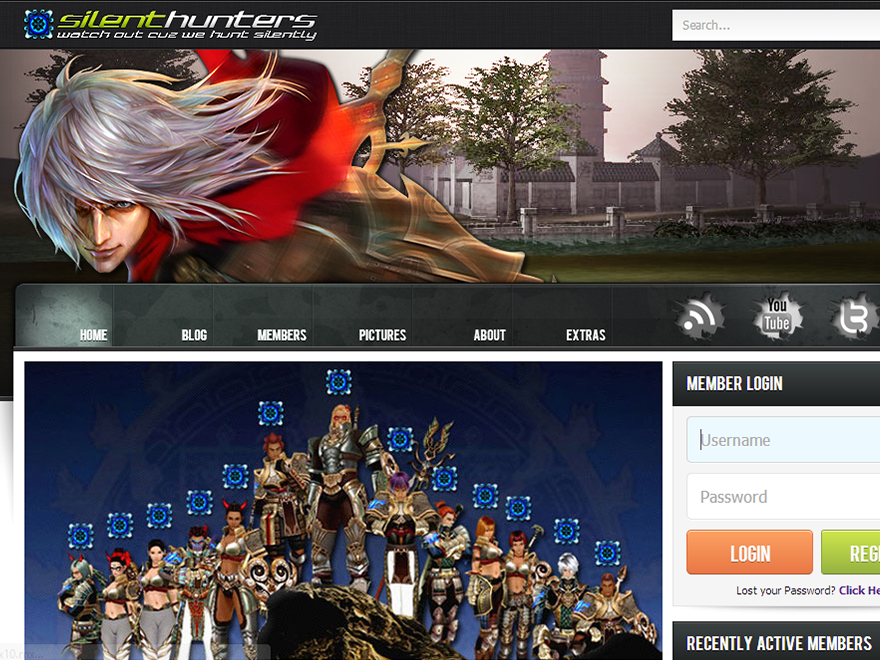 silenthunters
watch out cuz we hunt silently
Search...
HOME
BLOG
MEMBERS
PICTURES
ABOUT
EXTRAS
You
Tube
MEMBER LOGIN
Username
Password
LOGIN
REG
Lost your Password? Click He
RECENTLY ACTIVE MEMBERS